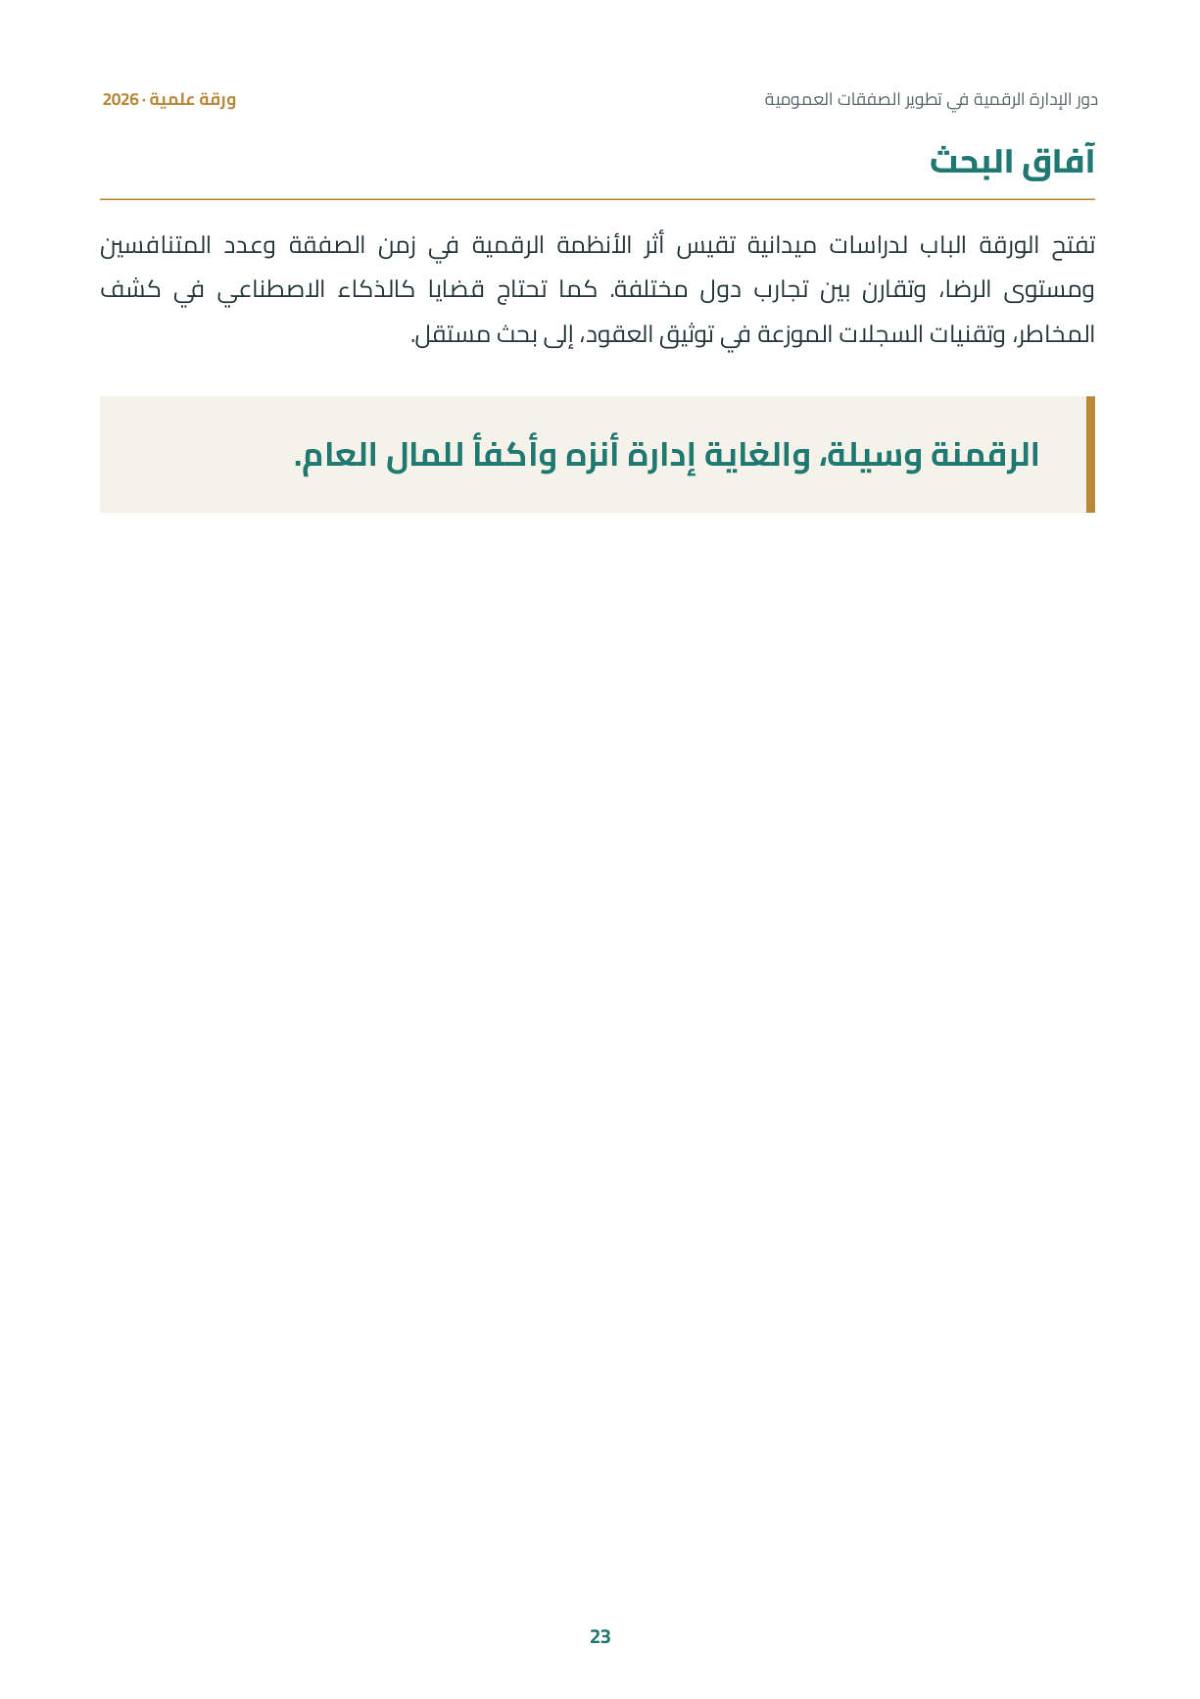 دور الإدارة الرقمية في تطوير الصفقات العمومية
ورقة علمية · 2026
آفاق البحث
تفتح الورقة الباب لدراسات ميدانية تقيس أثر الأنظمة الرقمية في زمن الصفقة وعدد المتنافسين
ومستوى الرضا، وتقارن بين تجارب دول مختلفة. كما تحتاج قضايا كالذكاء الاصطناعي في كشف
المخاطر، وتقنيات السجلات الموزعة في توثيق العقود، إلى بحث مستقل.
الرقمنة وسيلة، والغاية إدارة أنزه وأكفأ للمال العام.
23